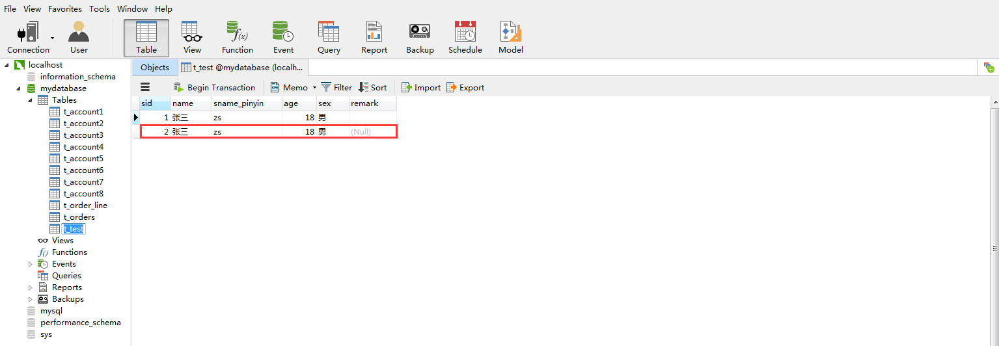 File View Favorites Tools Window Help
Connection User Table View Function Event Query Report Backup Schedule Model
localhost
information_schema
mydatabase
Tables
t_account1
t_account2
t_account3
t_account4
t_account5
t_account6
t_account7
t_account8
t_order_line
t_orders
t_test
Views
Functions
Events
Queries
Reports
Backups
mysql
performance_schema
sys
Objects t_test @mydatabase (localh...
Begin Transaction Memo Filter Sort Import Export
sid name sname_pinyin age sex remark
1 张三 zs 18 男
2 张三 zs 18 男 (Null)